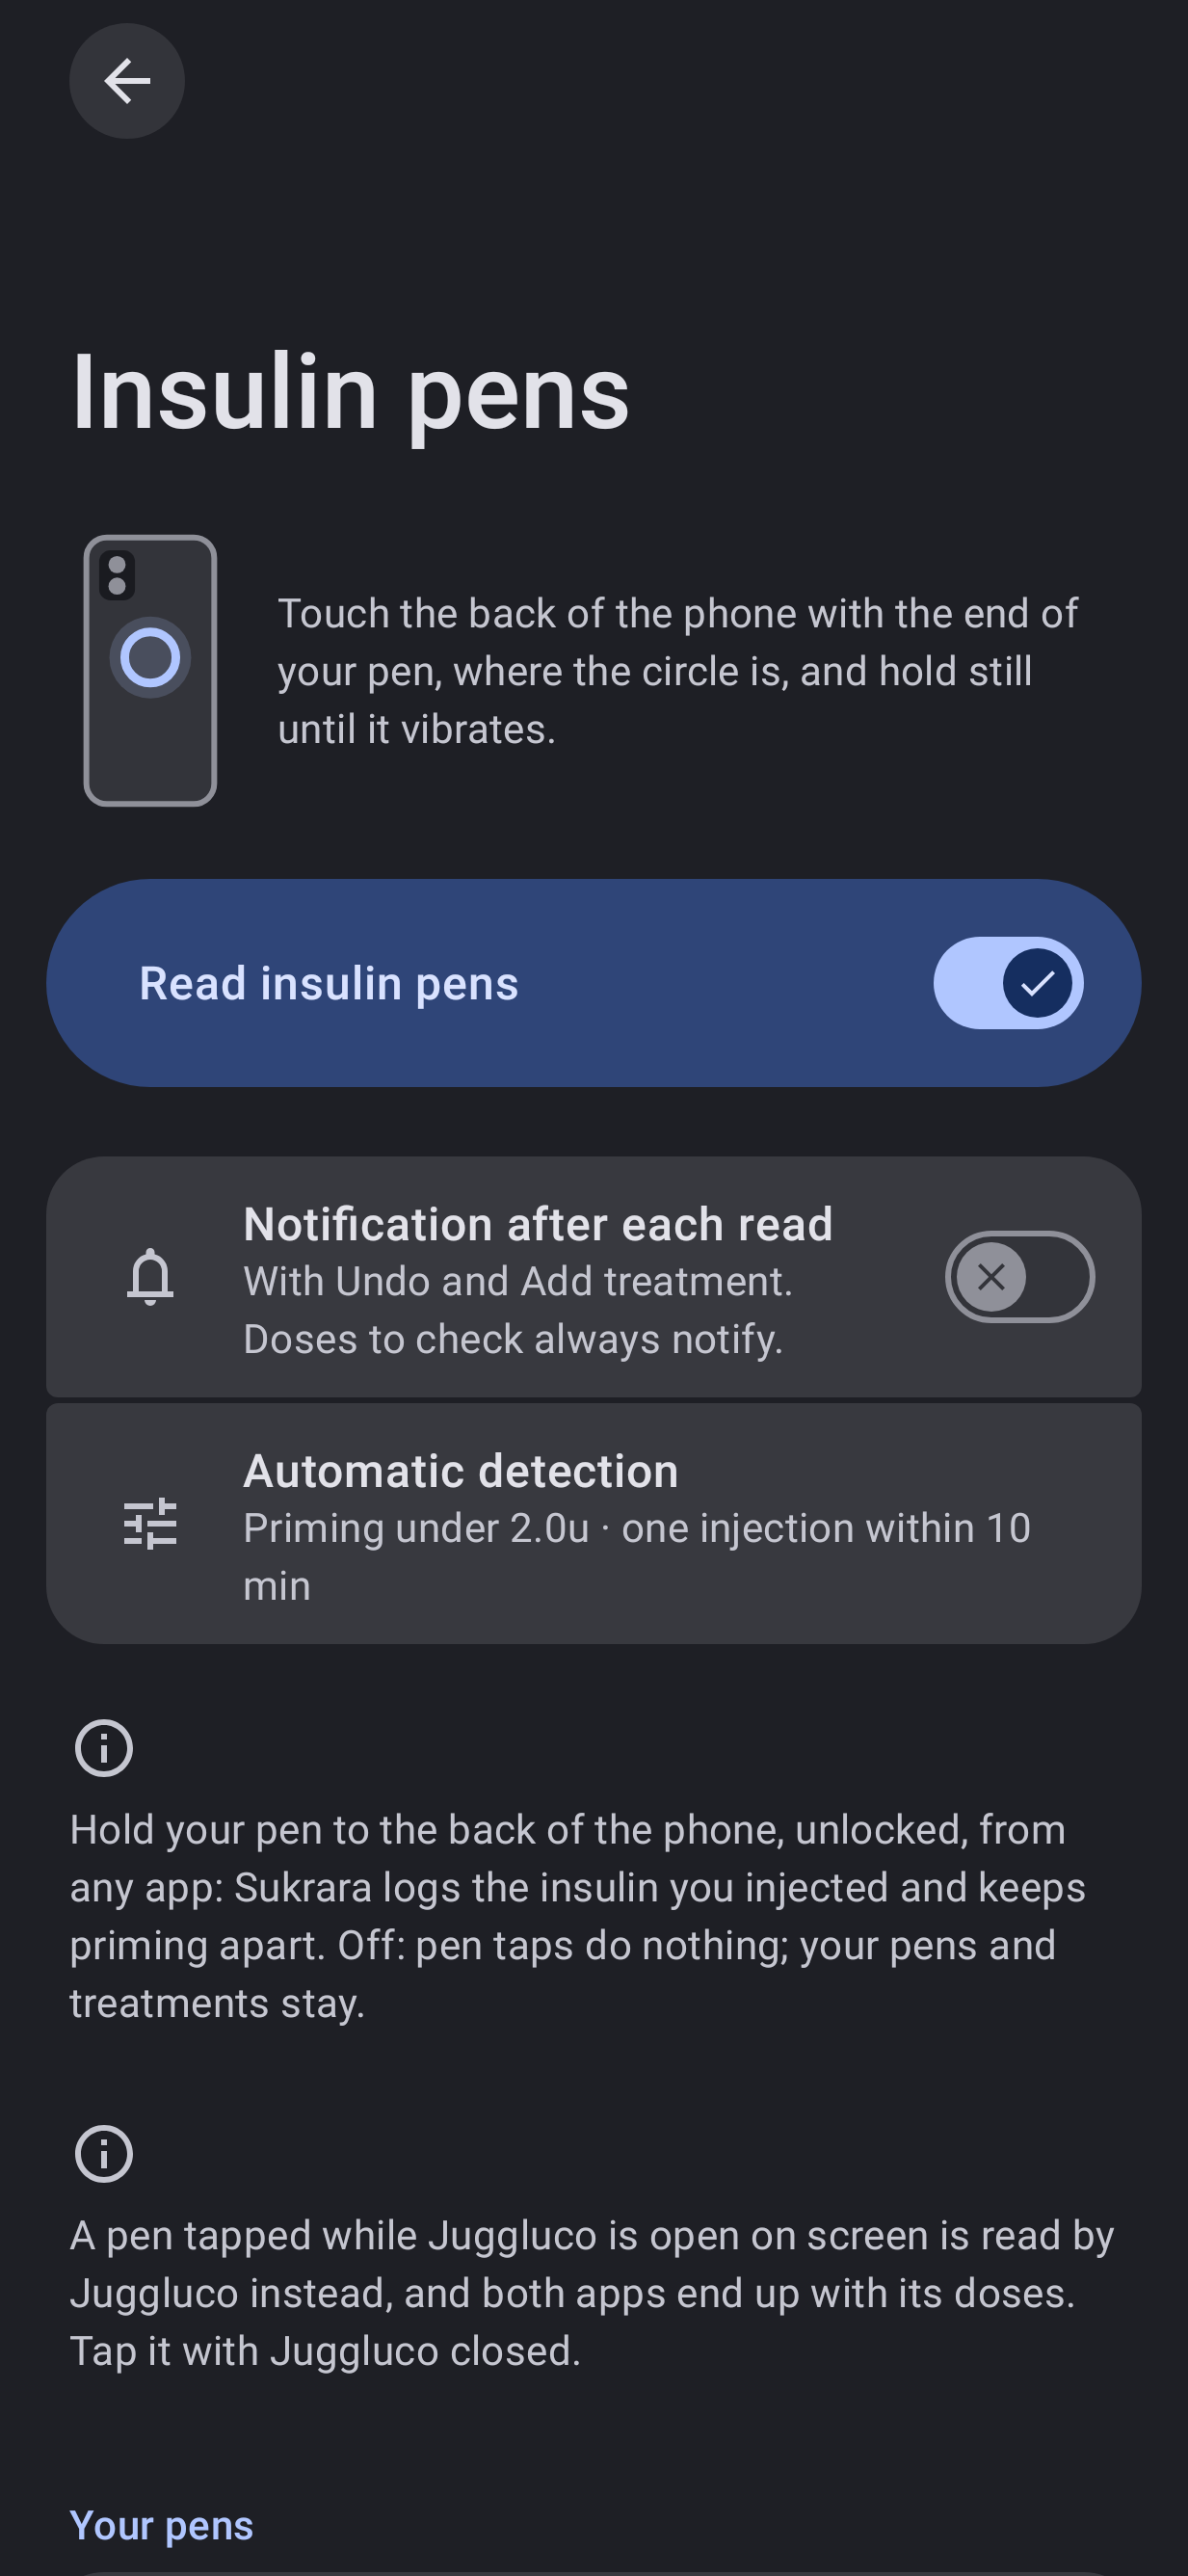 Insulin pens
Touch the back of the phone with the end of
your pen, where the circle is, and hold still
until it vibrates.
Read insulin pens
Notification after each read
With Undo and Add treatment.
Doses to check always notify.
Automatic detection
Priming under 2.0u · one injection within 10
min
Hold your pen to the back of the phone, unlocked, from
any app: Sukrara logs the insulin you injected and keeps
priming apart. Off: pen taps do nothing; your pens and
treatments stay.
A pen tapped while Juggluco is open on screen is read by
Juggluco instead, and both apps end up with its doses.
Tap it with Juggluco closed.
Your pens